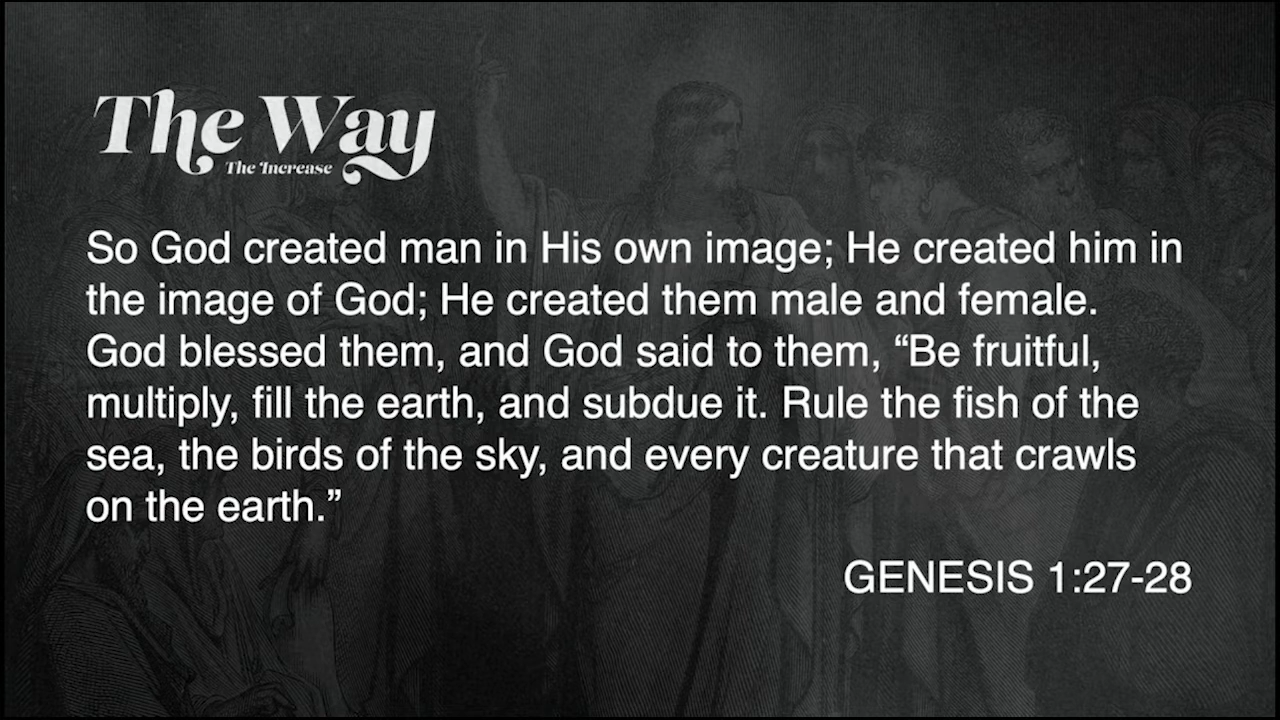 The Way
The Increase
So God created man in His own image; He created him in
the image of God; He created them male and female.
God blessed them, and God said to them, “Be fruitful,
multiply, fill the earth, and subdue it. Rule the fish of the
sea, the birds of the sky, and every creature that crawls
on the earth.”
GENESIS 1:27-28